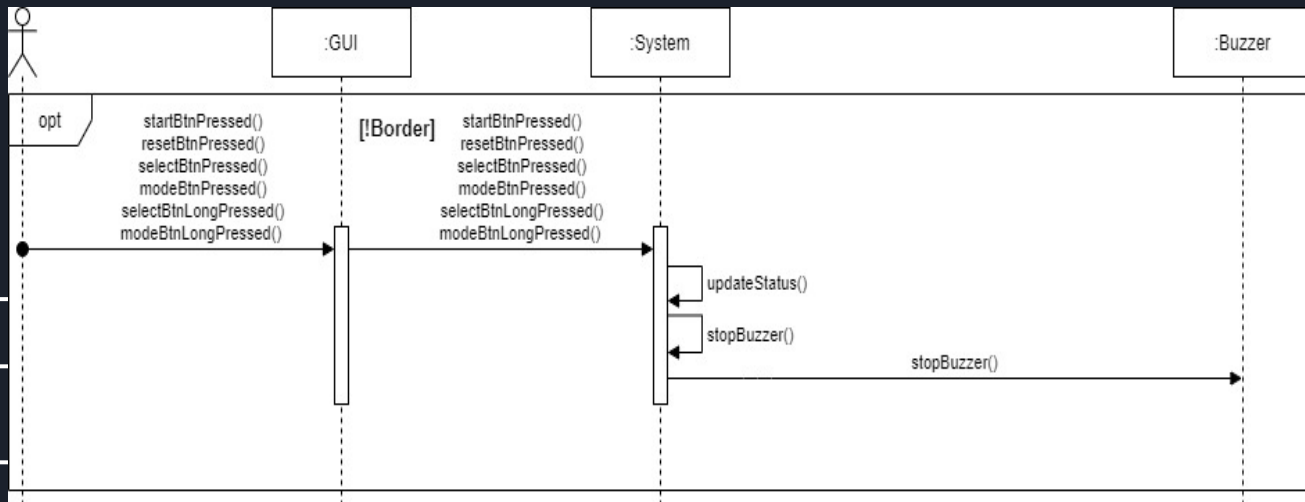 :GUI
:System
:Buzzer
opt
startBtnPressed()
resetBtnPressed()
selectBtnPressed()
modeBtnPressed()
selectBtnLongPressed()
modeBtnLongPressed()
[!Border]
startBtnPressed()
resetBtnPressed()
selectBtnPressed()
modeBtnPressed()
selectBtnLongPressed()
modeBtnLongPressed()
updateStatus()
stopBuzzer()
stopBuzzer()